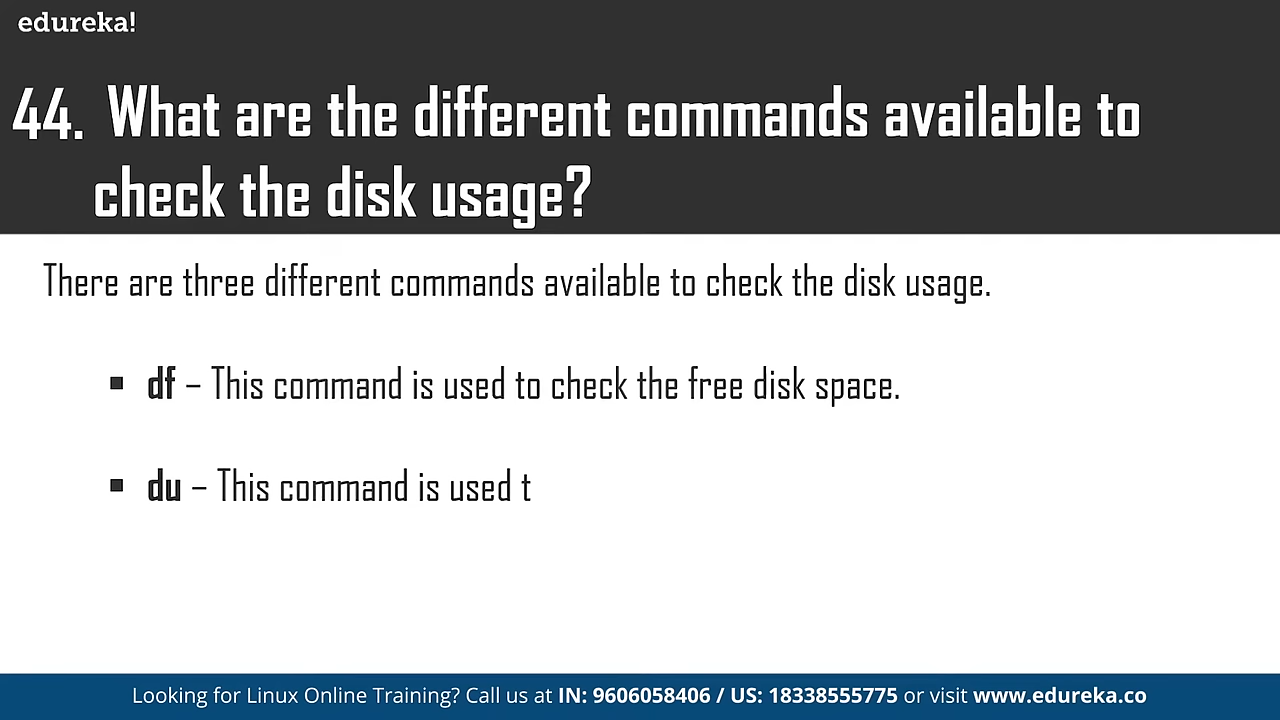 edureka!
44. What are the different commands available to
check the disk usage?
There are three different commands available to check the disk usage.
▪ df – This command is used to check the free disk space.
▪ du – This command is used t
Looking for Linux Online Training? Call us at IN: 9606058406 / US: 18338555775 or visit www.edureka.co